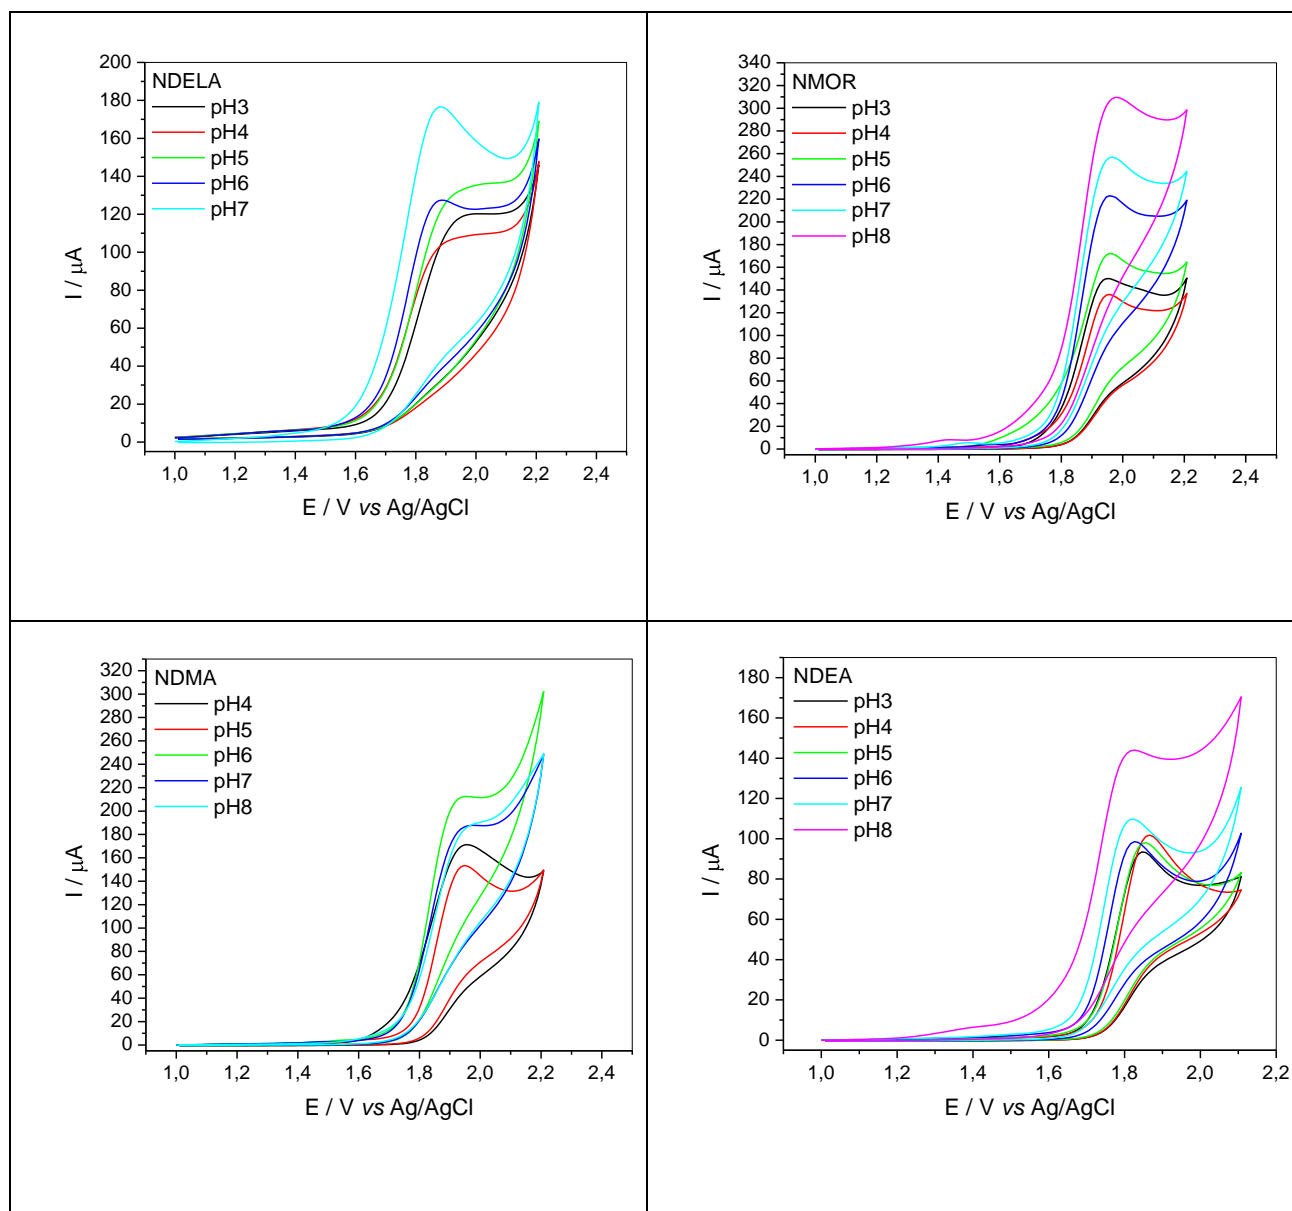 NDELA
pH3
pH4
pH5
pH6
pH7
200
180
160
140
120
100
80
60
40
20
0
I / μA
1,0 1,2 1,4 1,6 1,8 2,0 2,2 2,4
E / V vs Ag/AgCl
NMOR
pH3
pH4
pH5
pH6
pH7
pH8
340
320
300
280
260
240
220
200
180
160
140
120
100
80
60
40
20
0
I / μA
1,0 1,2 1,4 1,6 1,8 2,0 2,2 2,4
E / V vs Ag/AgCl
NDMA
pH4
pH5
pH6
pH7
pH8
320
300
280
260
240
220
200
180
160
140
120
100
80
60
40
20
0
I / μA
1,0 1,2 1,4 1,6 1,8 2,0 2,2 2,4
E / V vs Ag/AgCl
NDEA
pH3
pH4
pH5
pH6
pH7
pH8
180
160
140
120
100
80
60
40
20
0
I / μA
1,0 1,2 1,4 1,6 1,8 2,0 2,2
E / V vs Ag/AgCl